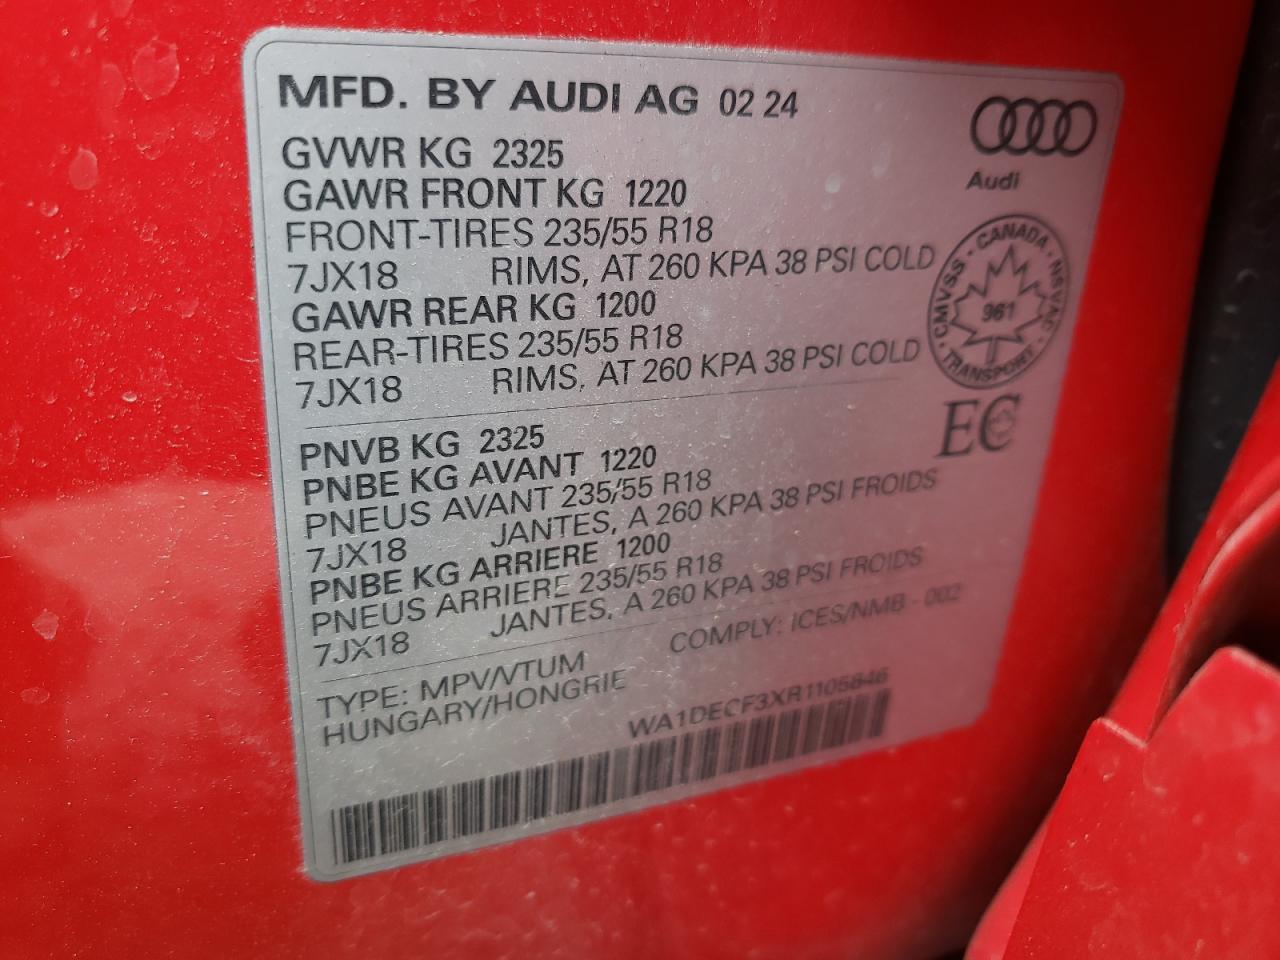 MFD. BY AUDI AG 02 24
Audi
GVWR KG 2325
GAWR FRONT KG 1220
FRONT-TIRES 235/55 R18
7JX18 RIMS, AT 260 KPA 38 PSI COLD
GAWR REAR KG 1200
REAR-TIRES 235/55 R18
7JX18 RIMS, AT 260 KPA 38 PSI COLD
CANADA · NSVAC · TRANSPORT · CMVSS
961
EC
PNVB KG 2325
PNBE KG AVANT 1220
PNEUS AVANT 235/55 R18
7JX18 JANTES, A 260 KPA 38 PSI FROIDS
PNBE KG ARRIERE 1200
PNEUS ARRIERE 235/55 R18
7JX18 JANTES, A 260 KPA 38 PSI FROIDS
TYPE: MPV/VTUM COMPLY: ICES/NMB - 002
HUNGARY/HONGRIE
WA1DECF3XR1105846